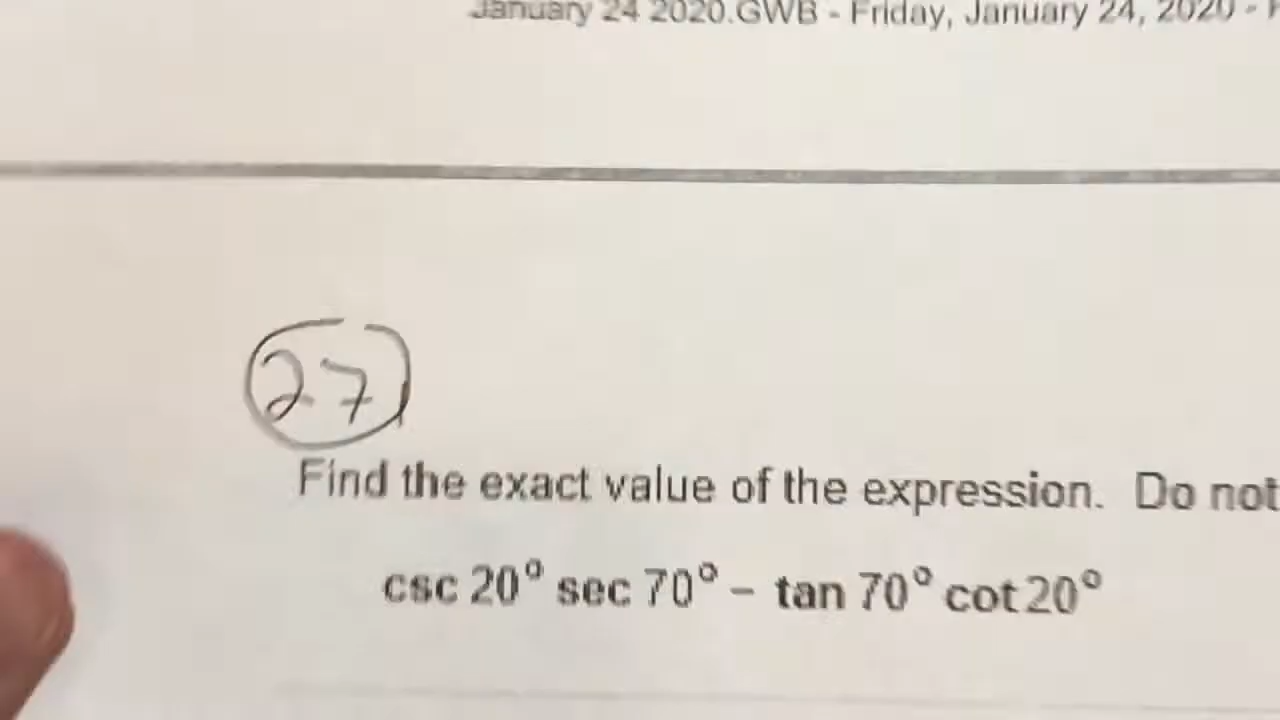 January 24 2020.GWB - Friday, January 24, 2020 -
27
Find the exact value of the expression. Do not
csc 20° sec 70° – tan 70° cot 20°